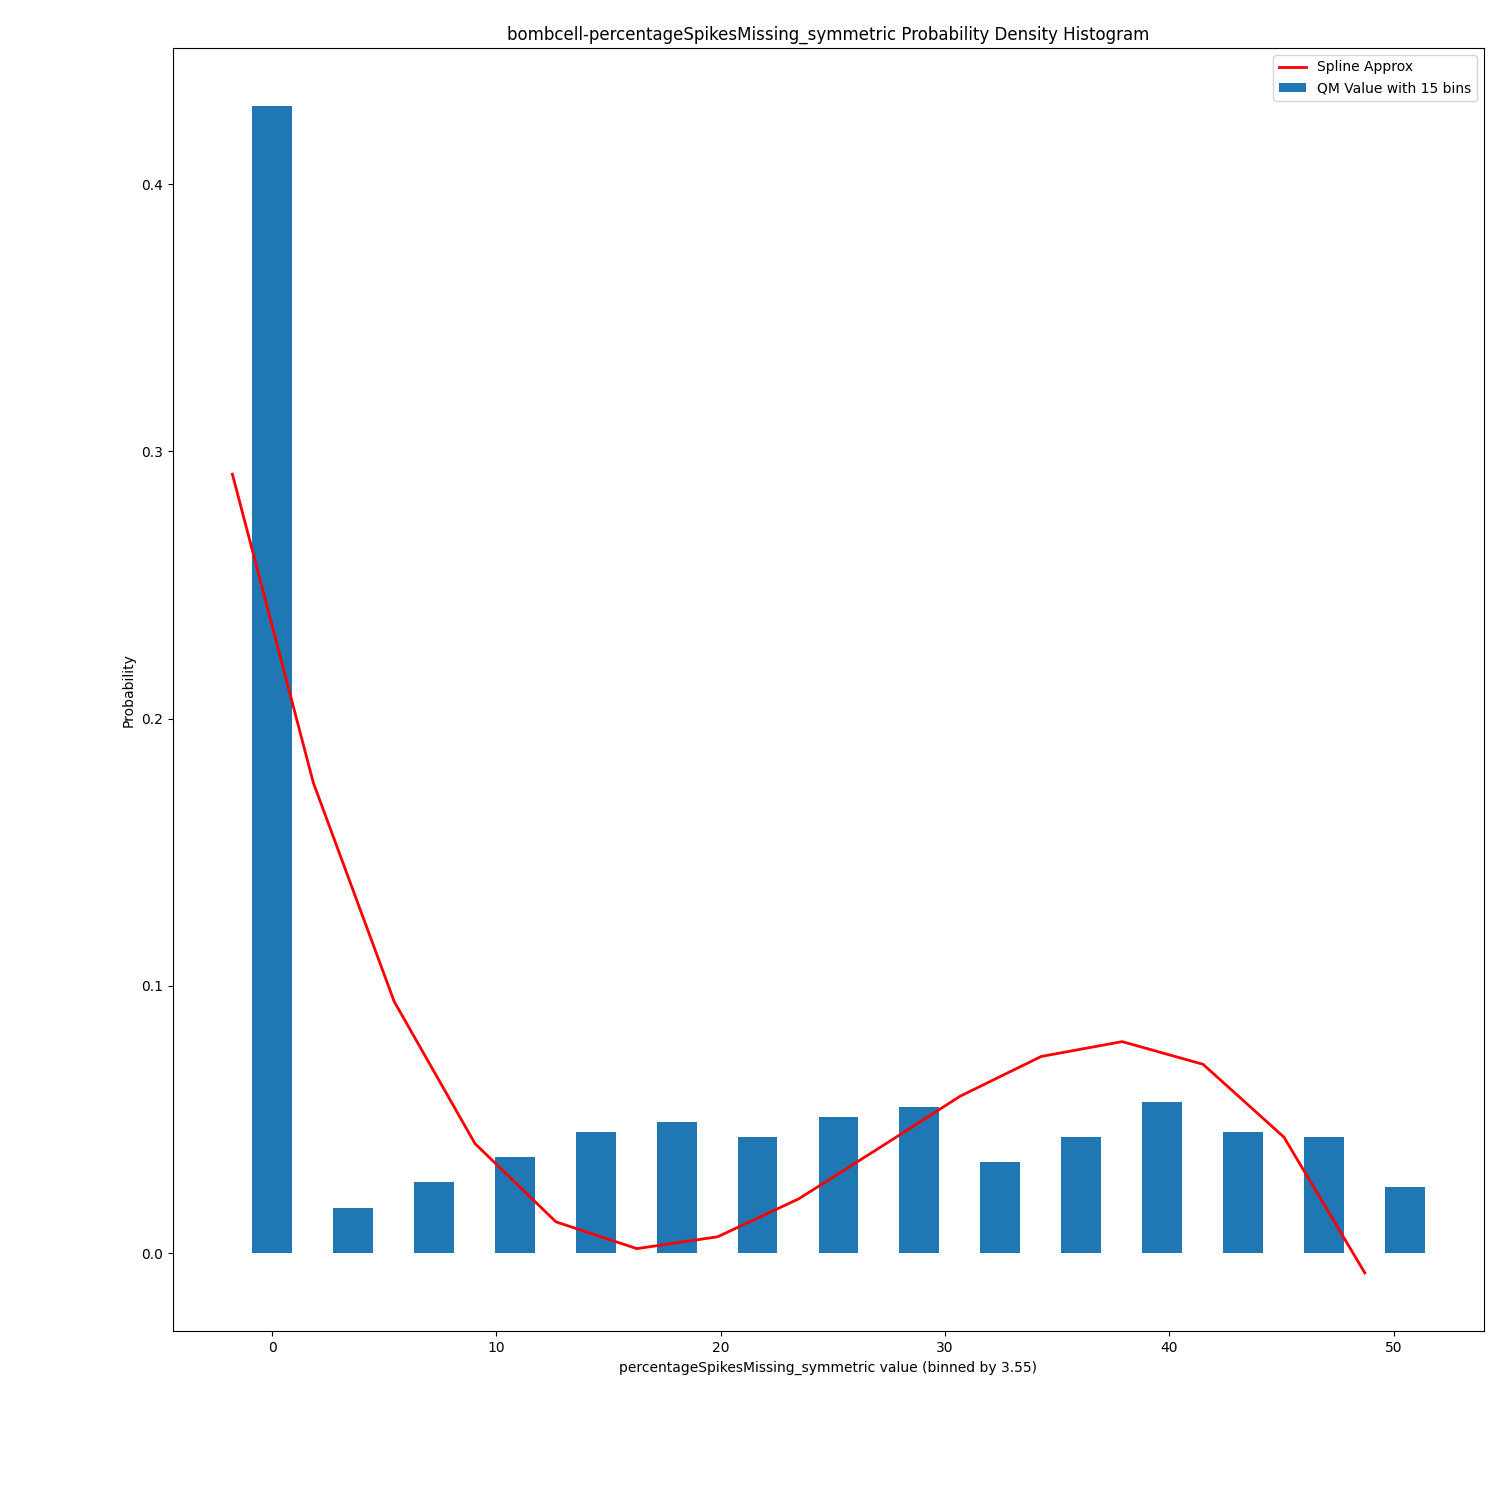 bombcell-percentageSpikesMissing_symmetric Probability Density Histogram
Spline Approx
QM Value with 15 bins
0.4
0.3
0.2
0.1
0.0
Probability
0 10 20 30 40 50
percentageSpikesMissing_symmetric value (binned by 3.55)